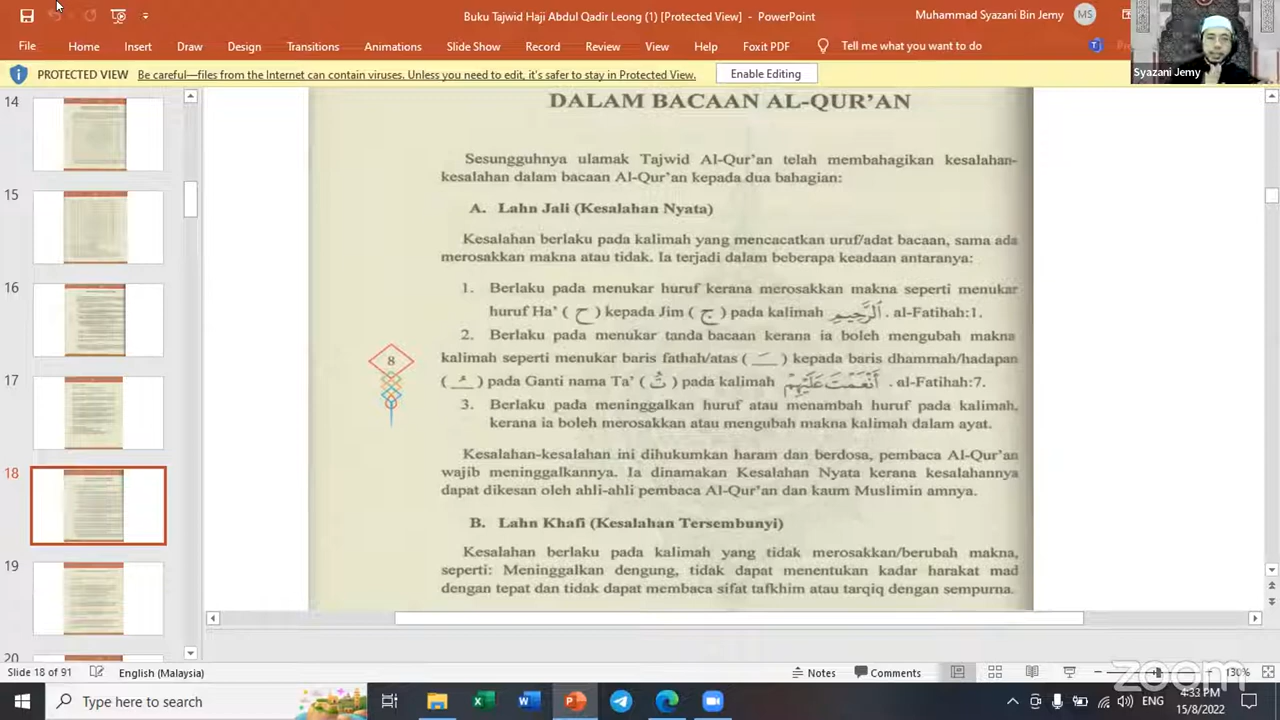 Buku Tajwid Haji Abdul Qadir Leong (1) [Protected View] - PowerPoint
Muhammad Syazani Bin Jemy
MS
File Home Insert Draw Design Transitions Animations Slide Show Record Review View Help Foxit PDF Tell me what you want to do
Syazani Jemy
PROTECTED VIEW Be careful—files from the Internet can contain viruses. Unless you need to edit, it's safer to stay in Protected View. Enable Editing
14
15
16
17
18
19
20
DALAM BACAAN AL-QUR'AN
Sesungguhnya ulamak Tajwid Al-Qur'an telah membahagikan kesalahan-
kesalahan dalam bacaan Al-Qur'an kepada dua bahagian:
A. Lahn Jali (Kesalahan Nyata)
Kesalahan berlaku pada kalimah yang mencacatkan uruf/adat bacaan, sama ada
merosakkan makna atau tidak. Ia terjadi dalam beberapa keadaan antaranya:
1. Berlaku pada menukar huruf kerana merosakkan makna seperti menukar
huruf Ha' ( ح ) kepada Jim ( ج ) pada kalimah ٱلرَّحِيمِ . al-Fatihah:1.
2. Berlaku pada menukar tanda bacaan kerana ia boleh mengubah makna
kalimah seperti menukar baris fathah/atas ( ـَ ) kepada baris dhammah/hadapan
( ـُ ) pada Ganti nama Ta' ( تُ ) pada kalimah أَنْعَمْتَ عَلَيْهِمْ . al-Fatihah:7.
3. Berlaku pada meninggalkan huruf atau menambah huruf pada kalimah,
kerana ia boleh merosakkan atau mengubah makna kalimah dalam ayat.
8
Kesalahan-kesalahan ini dihukumkan haram dan berdosa, pembaca Al-Qur'an
wajib meninggalkannya. Ia dinamakan Kesalahan Nyata kerana kesalahannya
dapat dikesan oleh ahli-ahli pembaca Al-Qur'an dan kaum Muslimin amnya.
B. Lahn Khafi (Kesalahan Tersembunyi)
Kesalahan berlaku pada kalimah yang tidak merosakkan/berubah makna,
seperti: Meninggalkan dengung, tidak dapat menentukan kadar harakat mad
dengan tepat dan tidak dapat membaca sifat tafkhim atau tarqiq dengan sempurna.
Slide 18 of 91 English (Malaysia) Notes Comments
zoom
Type here to search
ENG
4:33 PM
15/8/2022